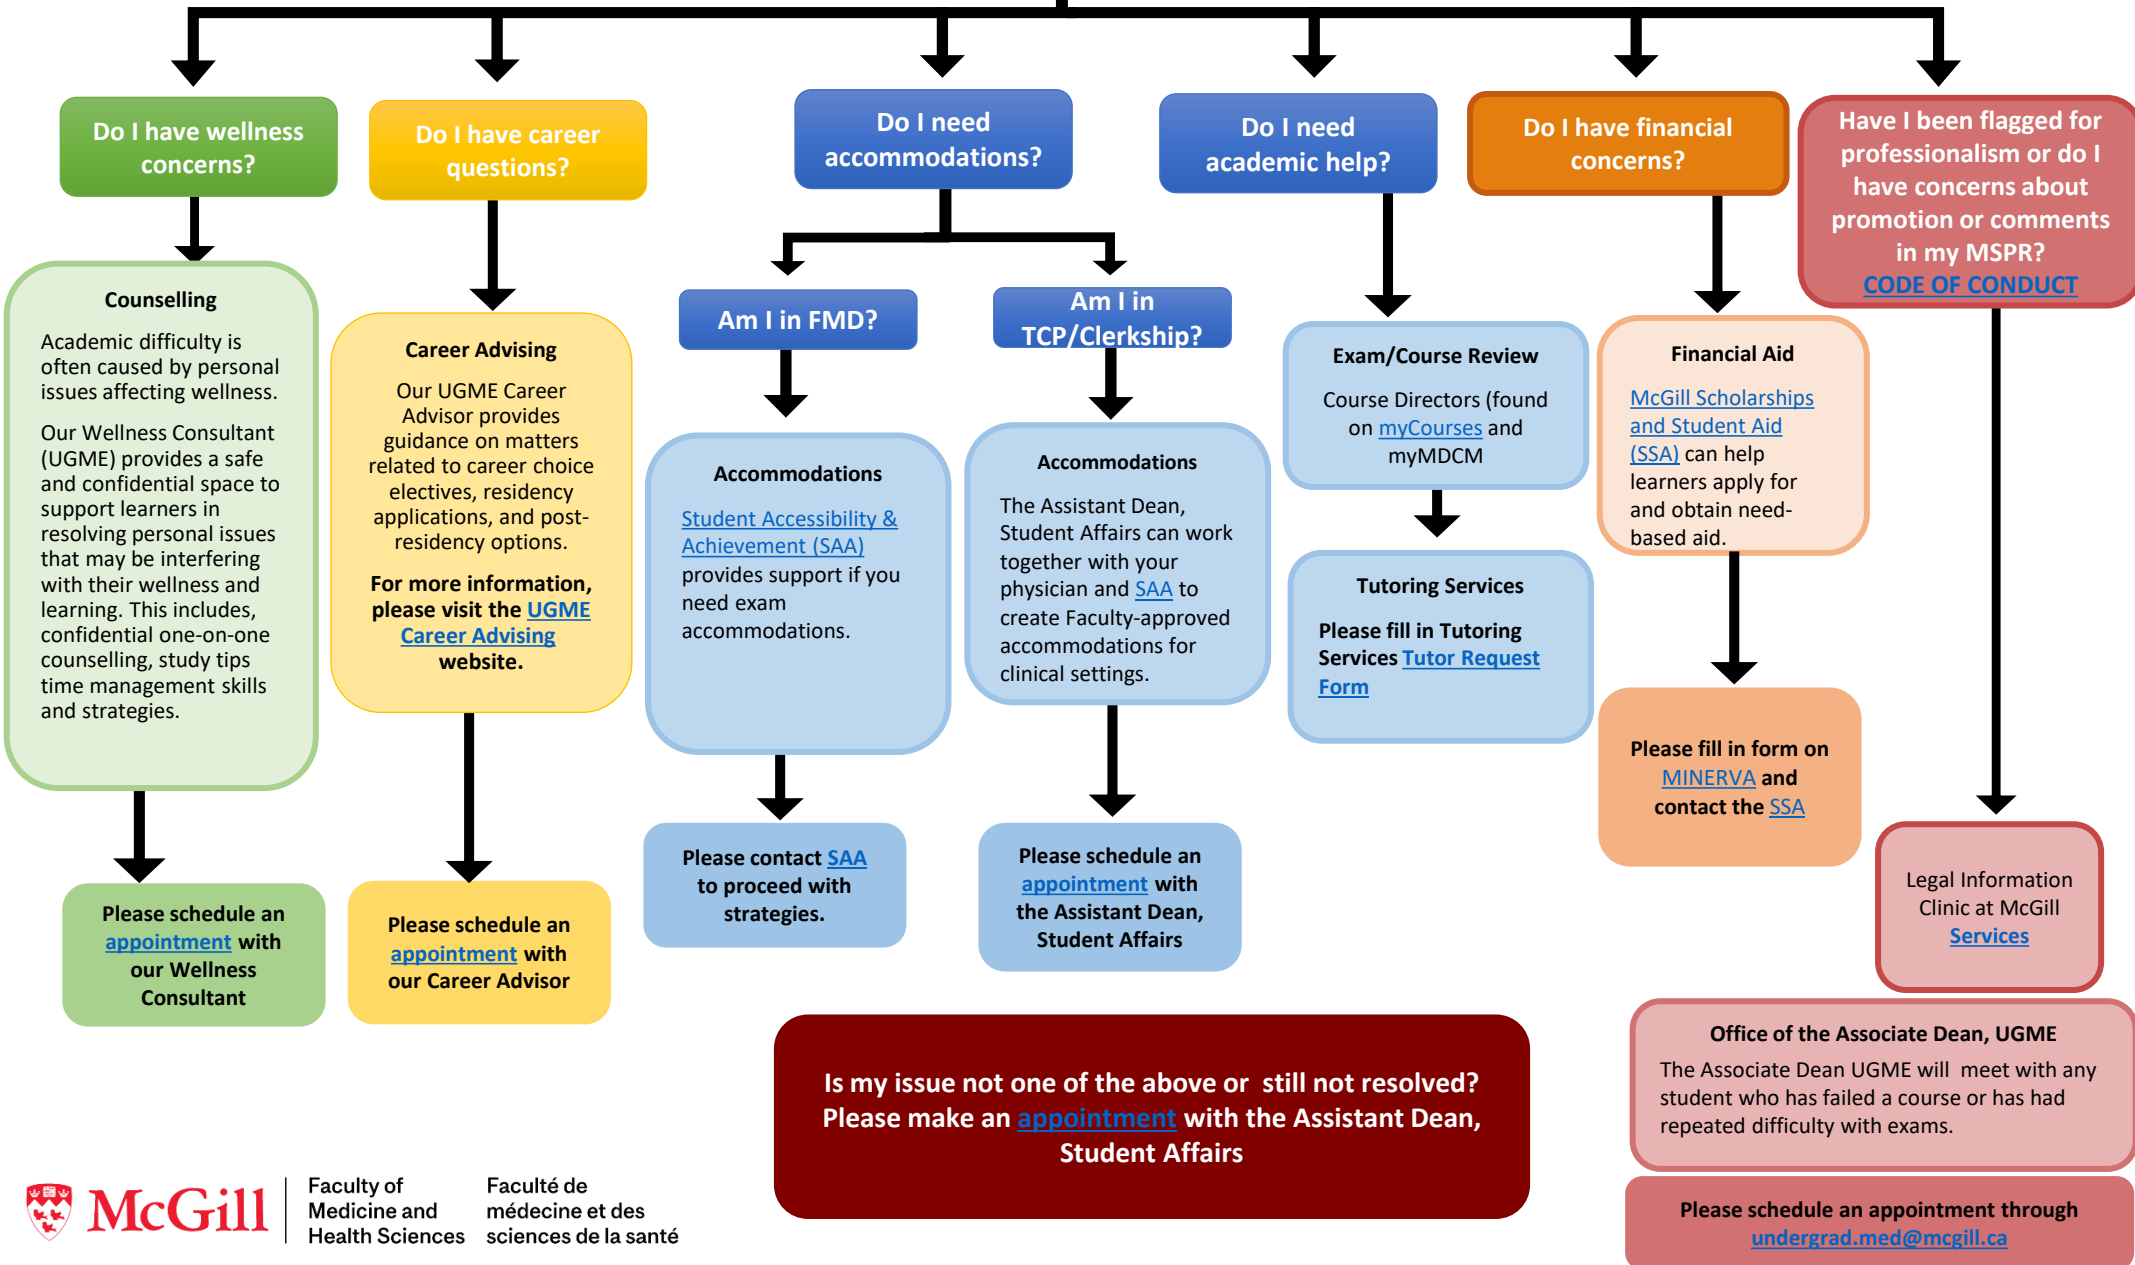 Do I have wellness
concerns?
Counselling
Academic difficulty is
often caused by personal
issues affecting wellness.
Our Wellness Consultant
(UGME) provides a safe
and confidential space to
support learners in
resolving personal issues
that may be interfering
with their wellness and
learning. This includes,
confidential one-on-one
counselling, study tips
time management skills
and strategies.
Please schedule an
appointment with
our Wellness
Consultant
Do I have career
questions?
Career Advising
Our UGME Career
Advisor provides
guidance on matters
related to career choice
electives, residency
applications, and post-
residency options.
For more information,
please visit the UGME
Career Advising
website.
Please schedule an
appointment with
our Career Advisor
Do I need
accommodations?
Am I in FMD?
Accommodations
Student Accessibility &
Achievement (SAA)
provides support if you
need exam
accommodations.
Please contact SAA
to proceed with
strategies.
Am I in
TCP/Clerkship?
Accommodations
The Assistant Dean,
Student Affairs can work
together with your
physician and SAA to
create Faculty-approved
accommodations for
clinical settings.
Please schedule an
appointment with
the Assistant Dean,
Student Affairs
Do I need
academic help?
Exam/Course Review
Course Directors (found
on myCourses and
myMDCM
Tutoring Services
Please fill in Tutoring
Services Tutor Request
Form
Do I have financial
concerns?
Financial Aid
McGill Scholarships
and Student Aid
(SSA) can help
learners apply for
and obtain need-
based aid.
Please fill in form on
MINERVA and
contact the SSA
Have I been flagged for
professionalism or do I
have concerns about
promotion or comments
in my MSPR?
CODE OF CONDUCT
Legal Information
Clinic at McGill
Services
Office of the Associate Dean, UGME
The Associate Dean UGME will  meet with any
student who has failed a course or has had
repeated difficulty with exams.
Please schedule an appointment through
undergrad.med@mcgill.ca
Is my issue not one of the above or  still not resolved?
Please make an appointment with the Assistant Dean,
Student Affairs
McGill
Faculty of
Medicine and
Health Sciences
Faculté de
médecine et des
sciences de la santé